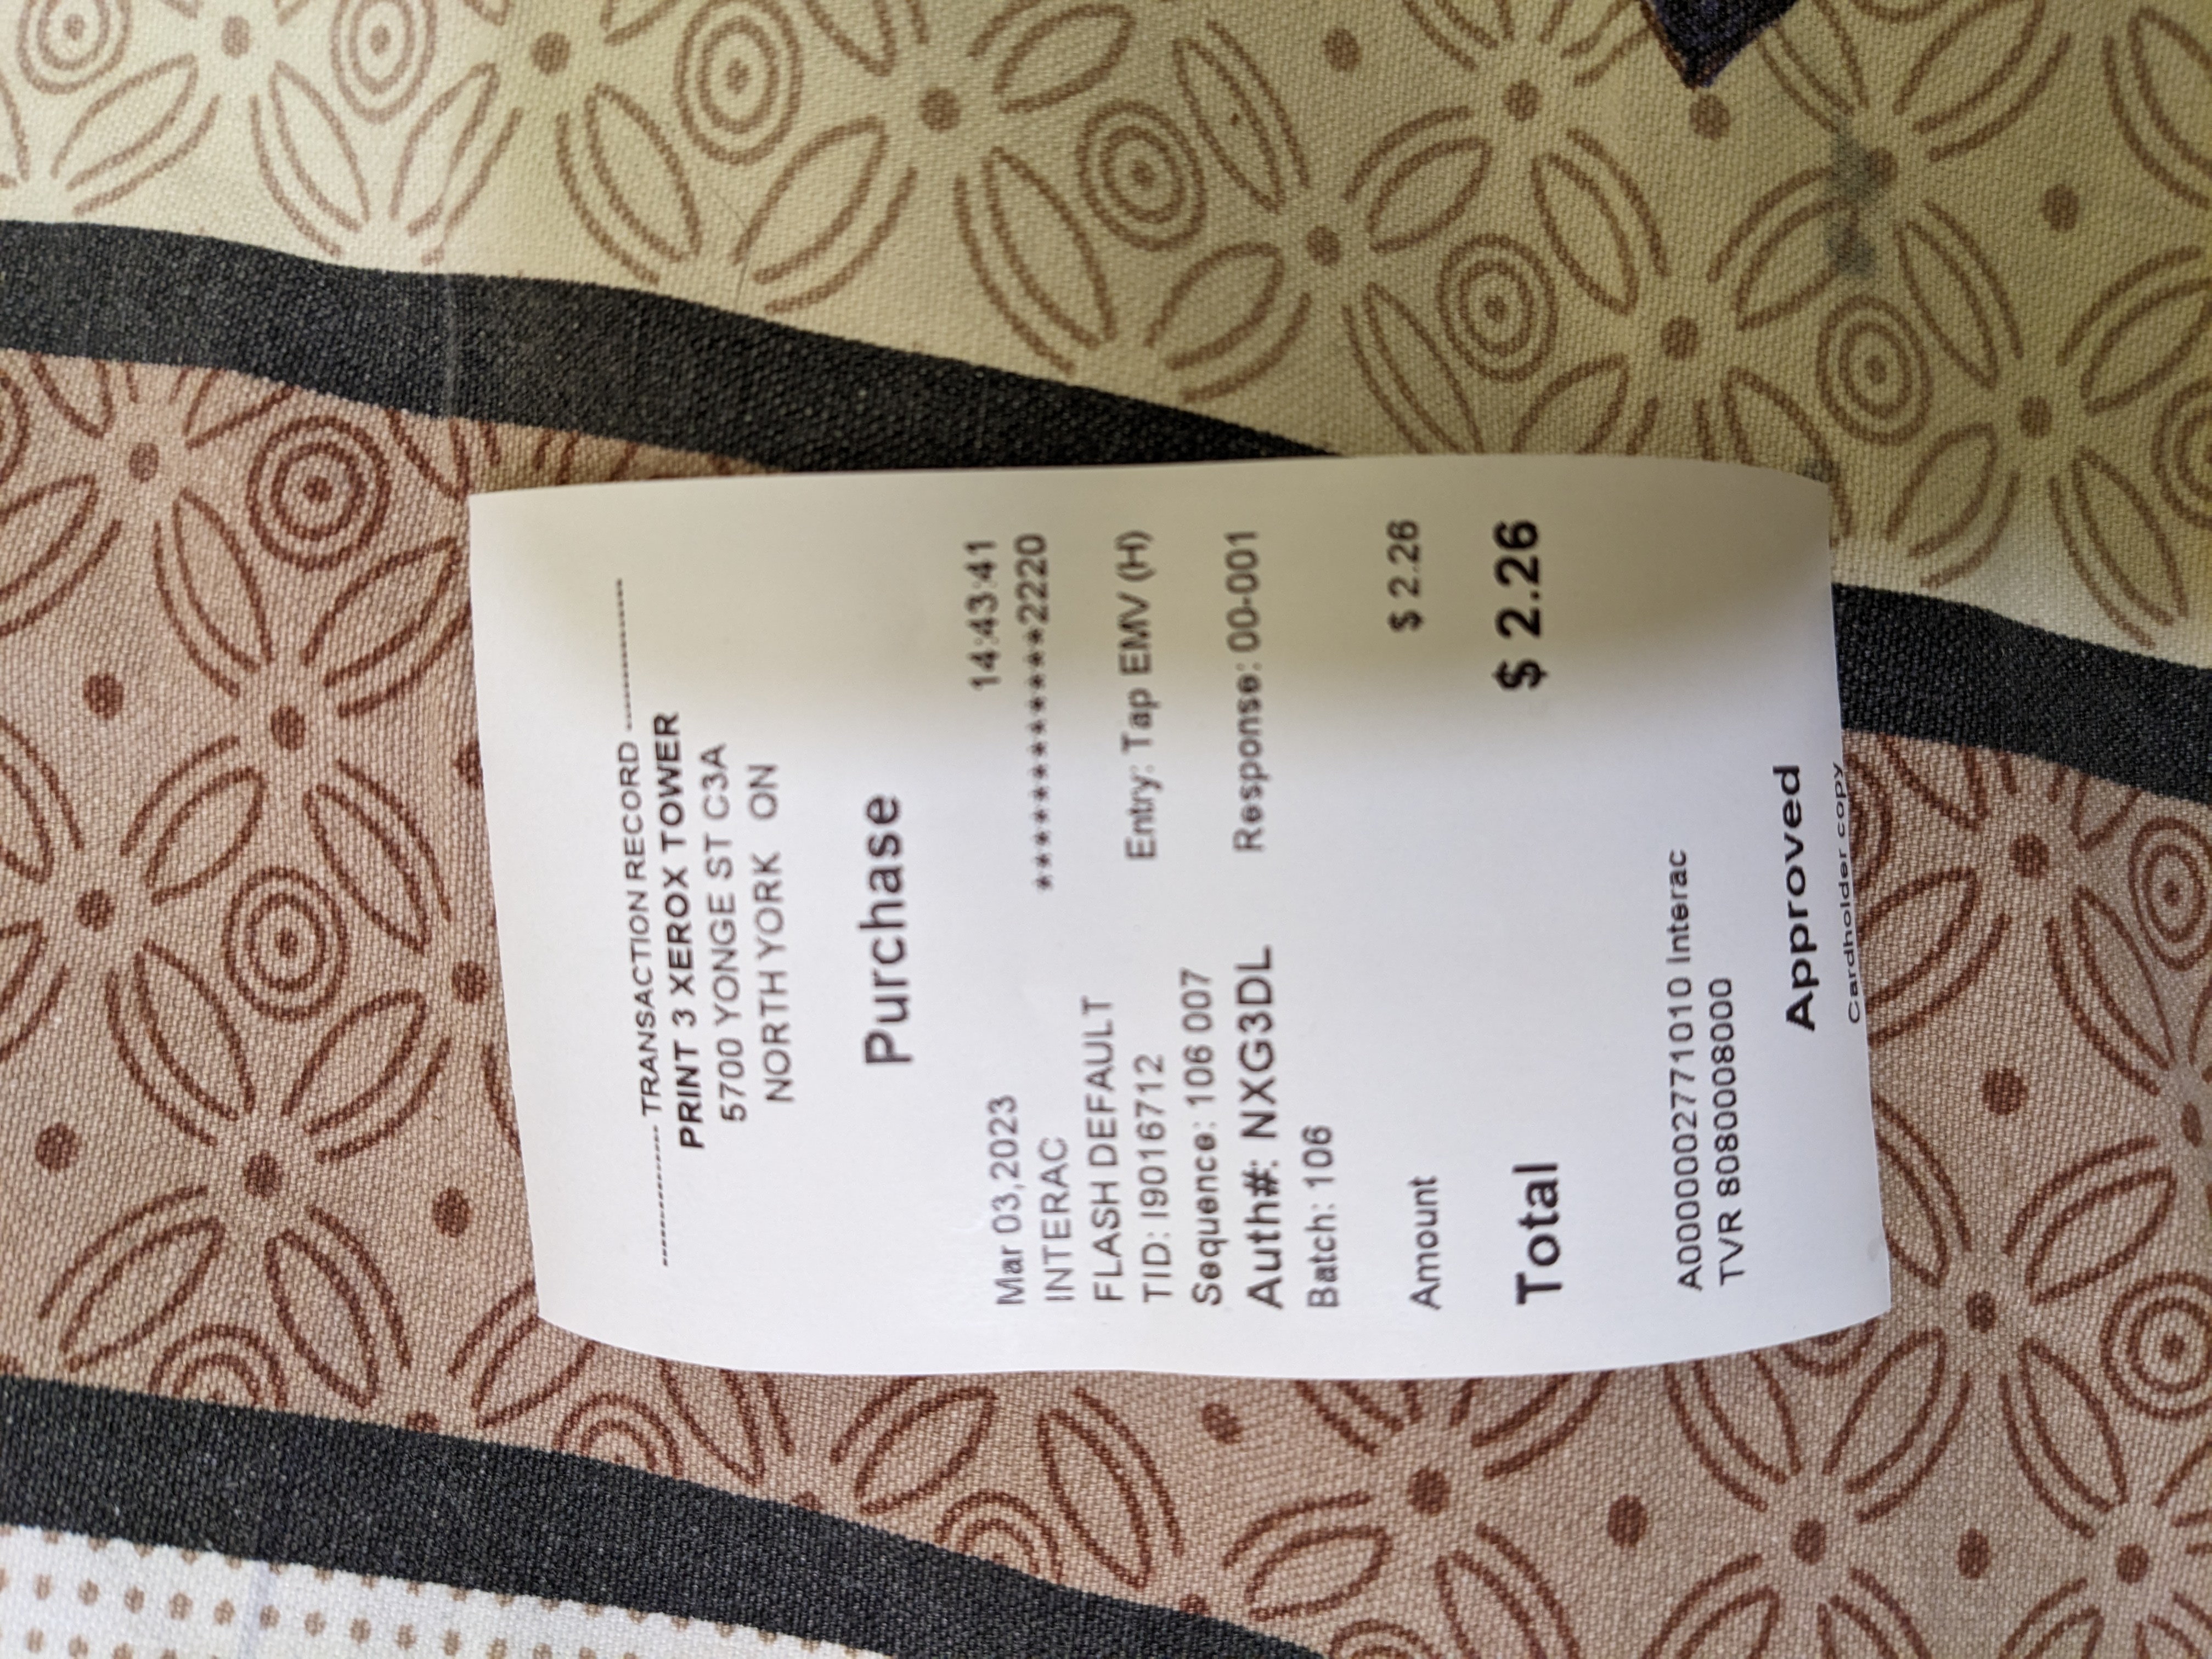 ------------ TRANSACTION RECORD ------------
PRINT 3 XEROX TOWER
5700 YONGE ST C3A
NORTH YORK ON
Purchase
Mar 03,2023 14:43:41
INTERAC ************2220
FLASH DEFAULT
TID: I9016712 Entry: Tap EMV (H)
Sequence: 106 007
Auth#: NXG3DL Response: 00-001
Batch: 106
Amount $ 2.26
Total $ 2.26
A0000002771010 Interac
TVR 8080008000
Approved
Cardholder copy